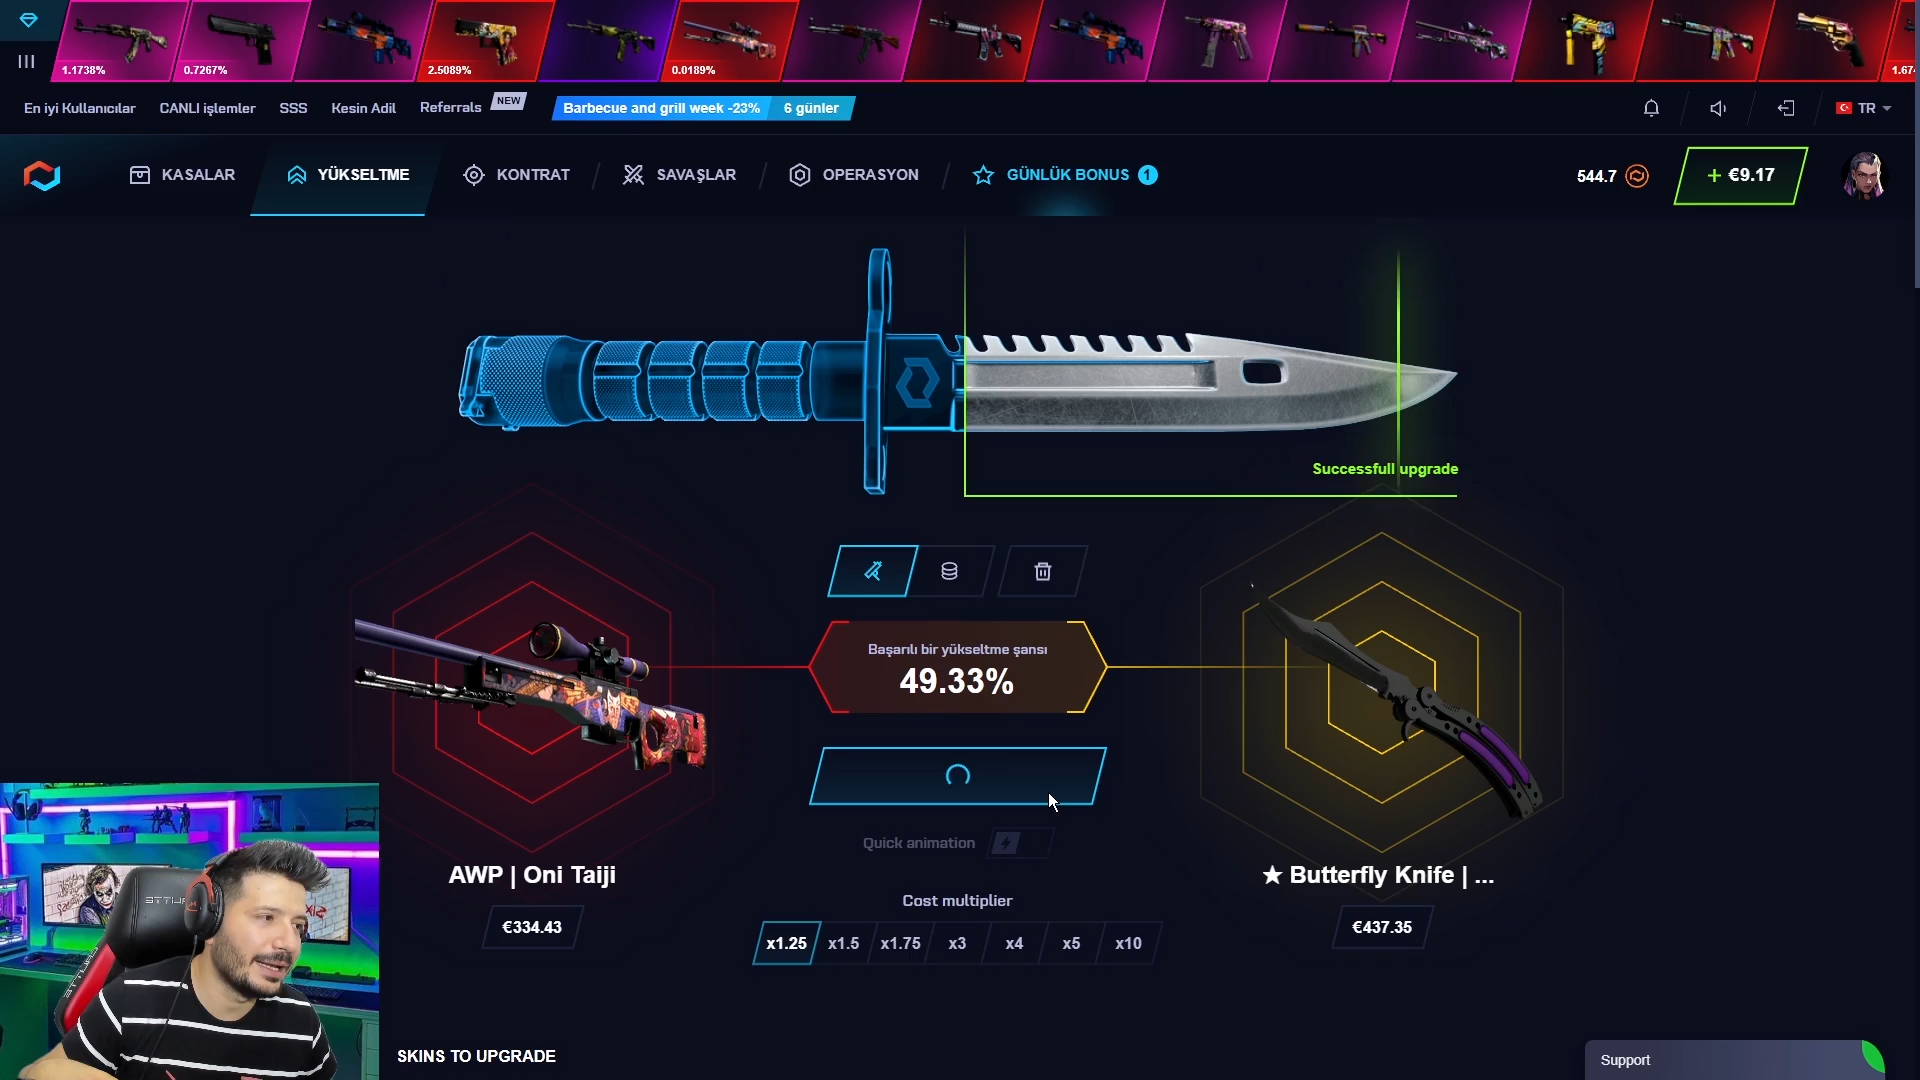 1.1738%
0.7267%
2.5089%
0.0189%
En iyi Kullanıcılar
CANLI işlemler
SSS
Kesin Adil
Referrals
NEW
Barbecue and grill week -23%
6 günler
TR
KASALAR
YÜKSELTME
KONTRAT
SAVAŞLAR
OPERASYON
GÜNLÜK BONUS 1
544.7
+ €9.17
Successfull upgrade
Başarılı bir yükseltme şansı
49.33%
Quick animation
AWP | Oni Taiji
€334.43
★ Butterfly Knife | ...
€437.35
Cost multiplier
x1.25
x1.5
x1.75
x3
x4
x5
x10
SKINS TO UPGRADE
Support